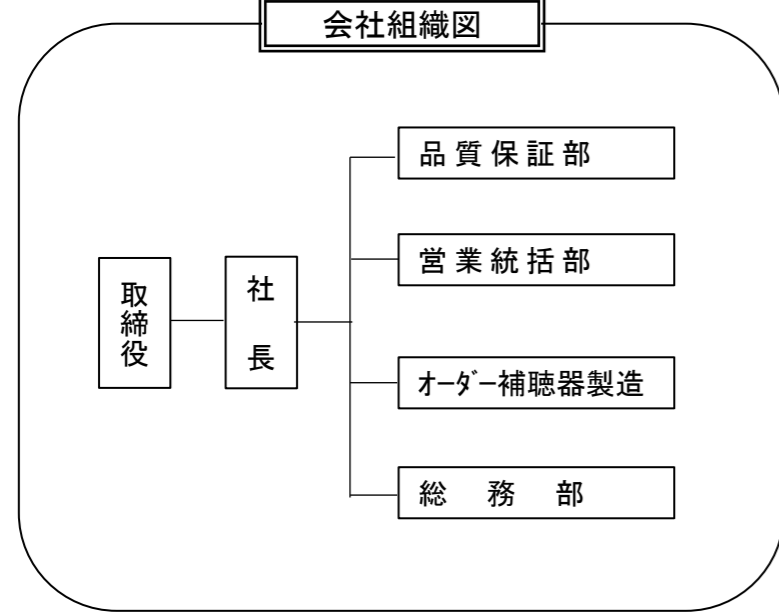 会社組織図
取締役
社長
品質保証部
営業統括部
オーダー補聴器製造
総務部